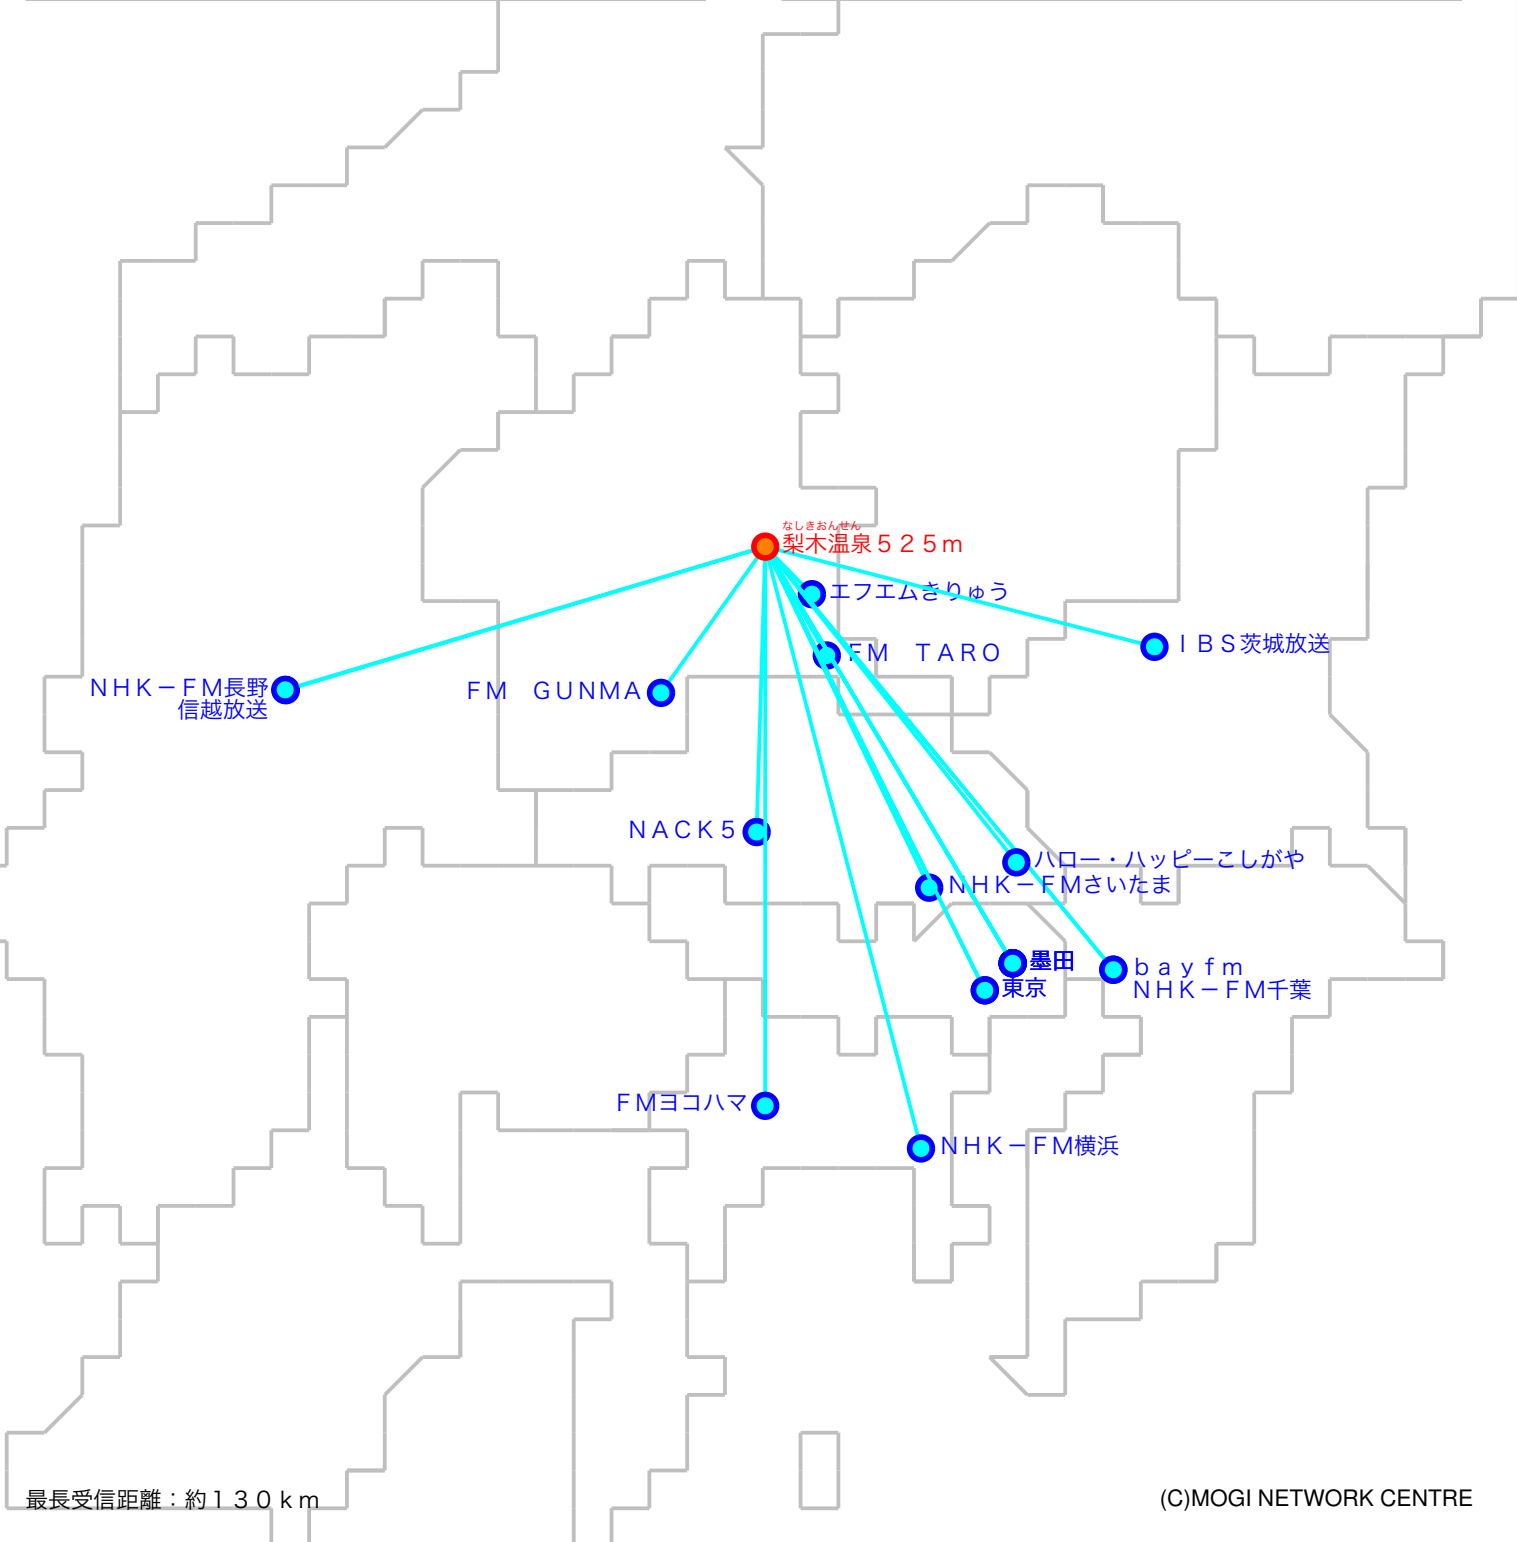 なしきおんせん
梨木温泉５２５ｍ
エフエムきりゅう
ＦＭ　ＴＡＲＯ
ＩＢＳ茨城放送
ＮＨＫ－ＦＭ長野
信越放送
ＦＭ　ＧＵＮＭＡ
ＮＡＣＫ５
ハロー・ハッピーこしがや
ＮＨＫ－ＦＭさいたま
墨田
東京
ｂａｙｆｍ
ＮＨＫ－ＦＭ千葉
ＦＭヨコハマ
ＮＨＫ－ＦＭ横浜
最長受信距離：約１３０ｋｍ
(C)MOGI NETWORK CENTRE